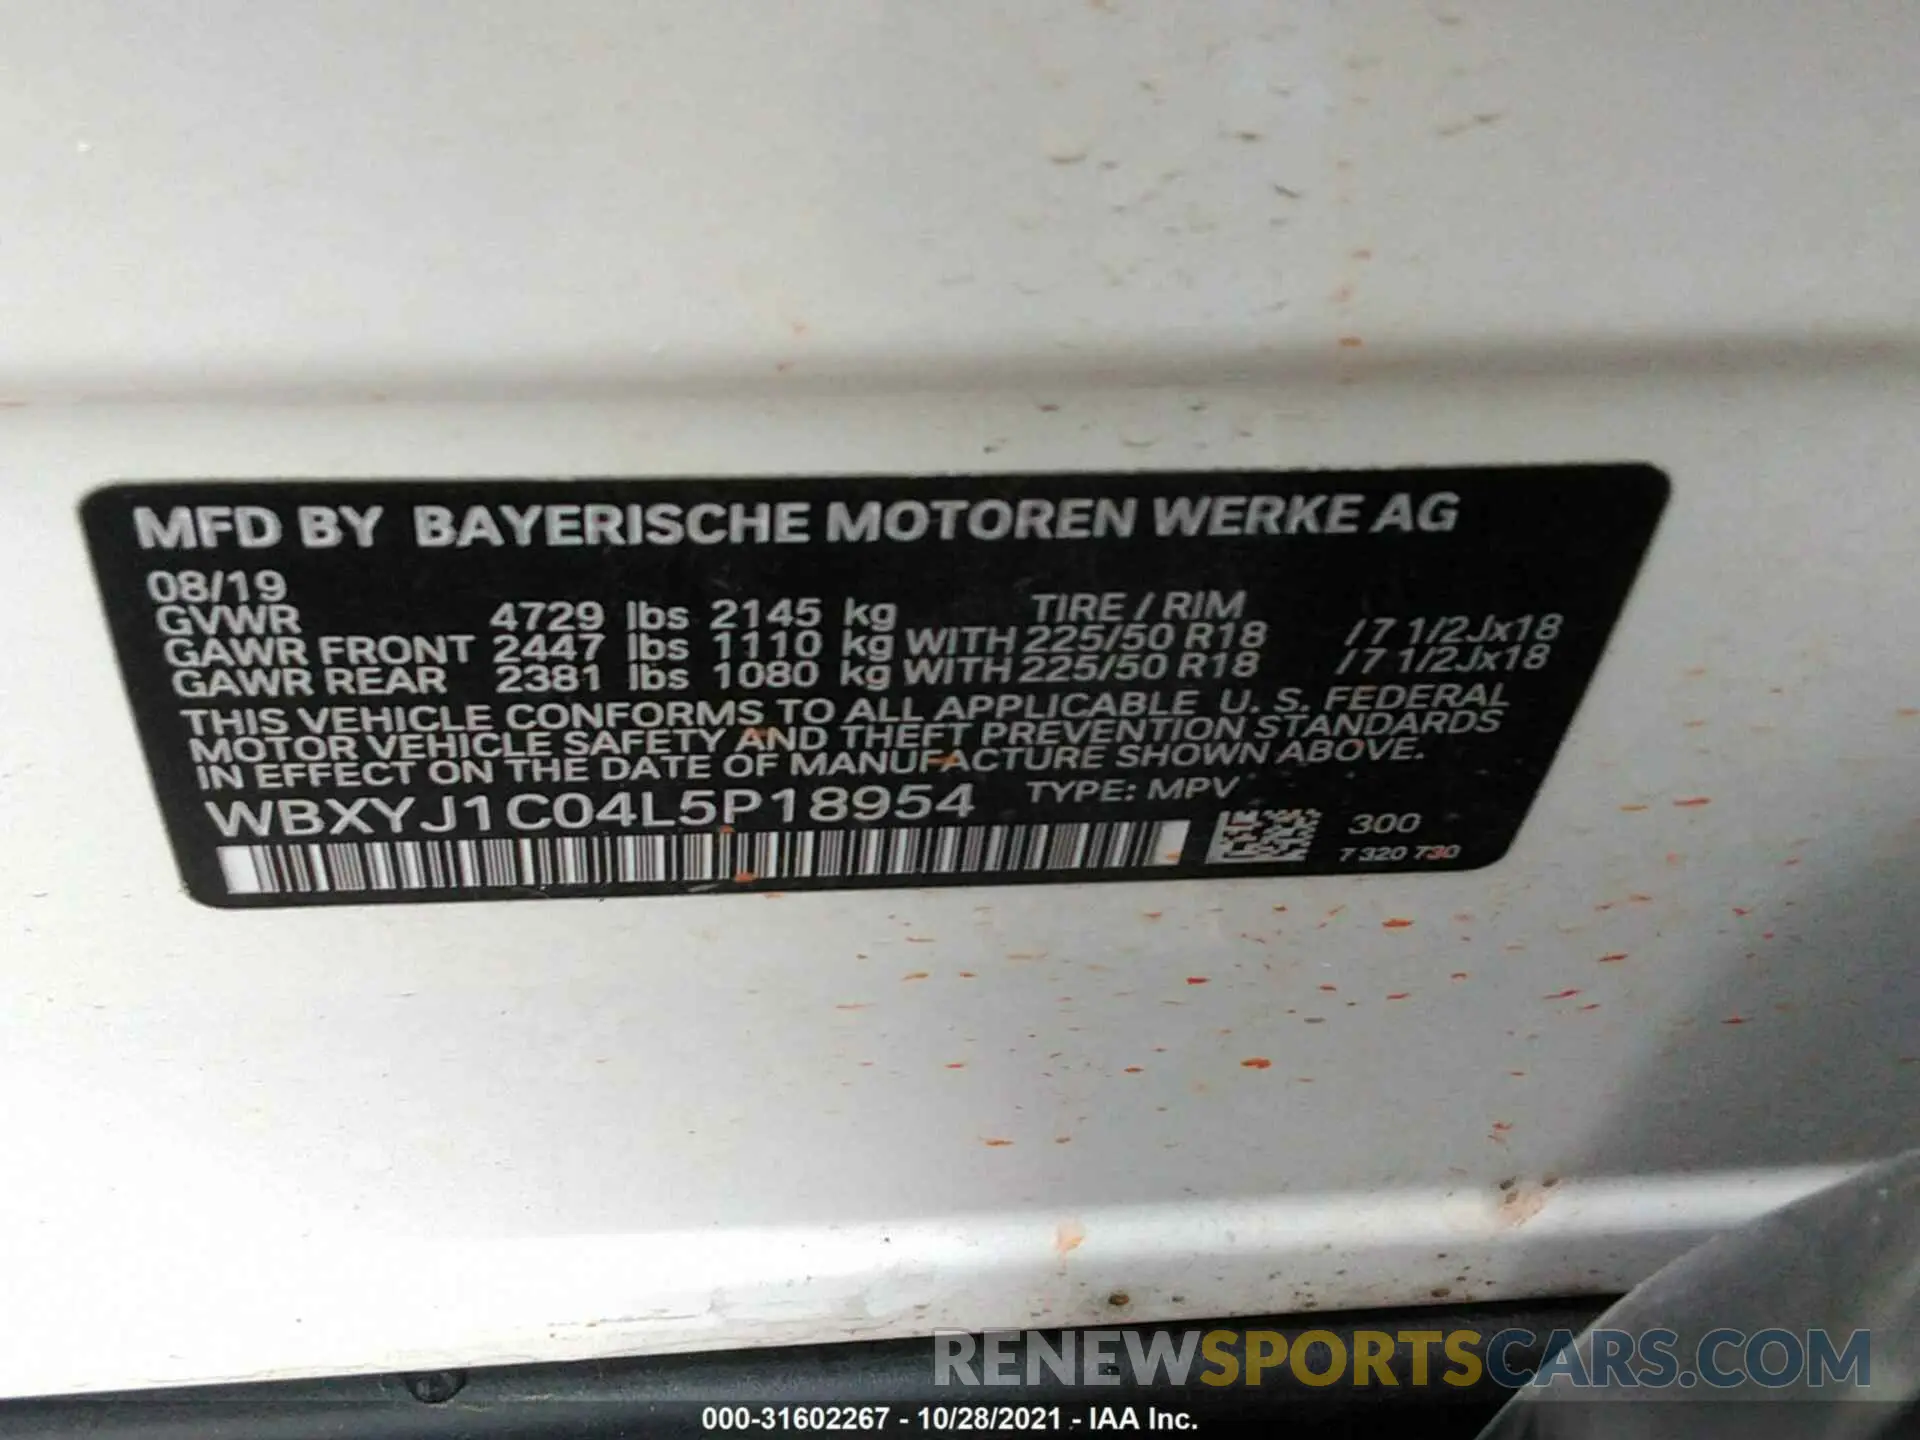 MFD BY BAYERISCHE MOTOREN WERKE AG
08/19
GVWR 4729 lbs 2145 kg TIRE / RIM
GAWR FRONT 2447 lbs 1110 kg WITH 225/50 R18 /7 1/2Jx18
GAWR REAR 2381 lbs 1080 kg WITH 225/50 R18 /7 1/2Jx18
THIS VEHICLE CONFORMS TO ALL APPLICABLE U. S. FEDERAL
MOTOR VEHICLE SAFETY AND THEFT PREVENTION STANDARDS
IN EFFECT ON THE DATE OF MANUFACTURE SHOWN ABOVE.
WBXYJ1C04L5P18954 TYPE: MPV
300
7 320 730
RENEWSPORTSCARS.COM
000-31602267 - 10/28/2021 - IAA Inc.